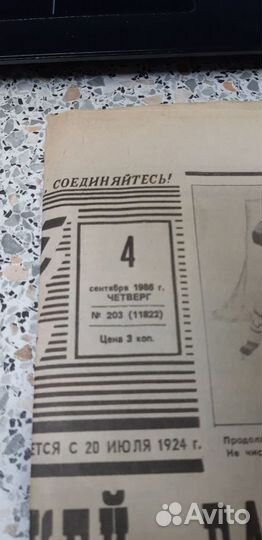 СОЕДИНЯЙТЕСЬ!
4
сентября 1986 г.
ЧЕТВЕРГ
№ 203 (11822)
Цена 3 коп.
ЕТСЯ С 20 ИЮЛЯ 1924 г.
Продол
Не чис
Avito